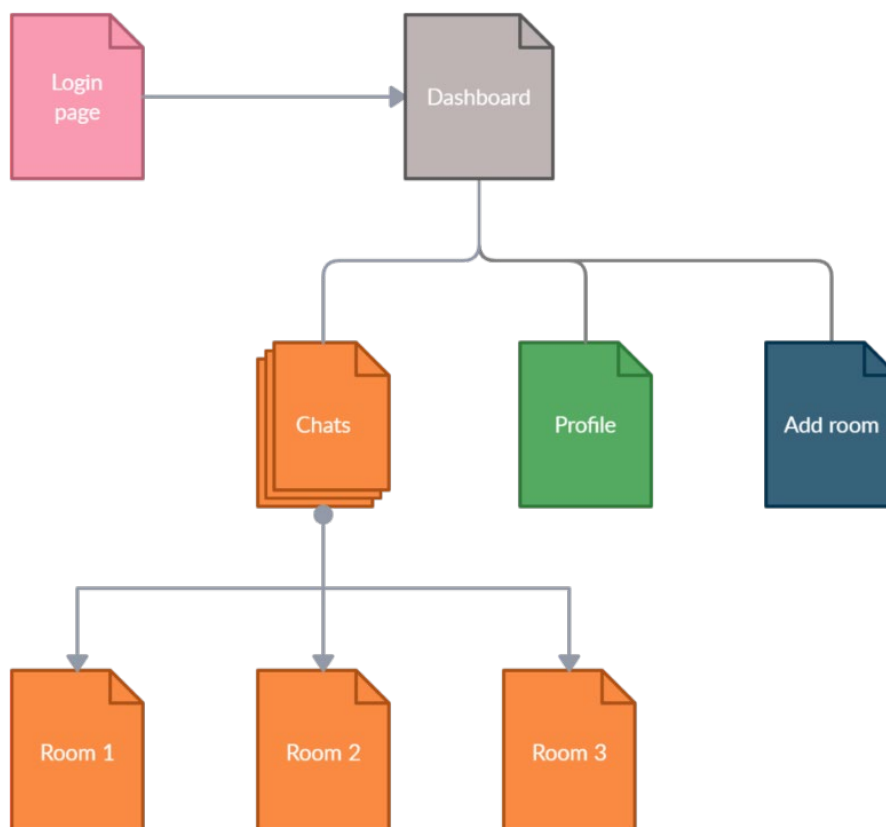 Login
page
Dashboard
Chats
Profile
Add room
Room 1
Room 2
Room 3